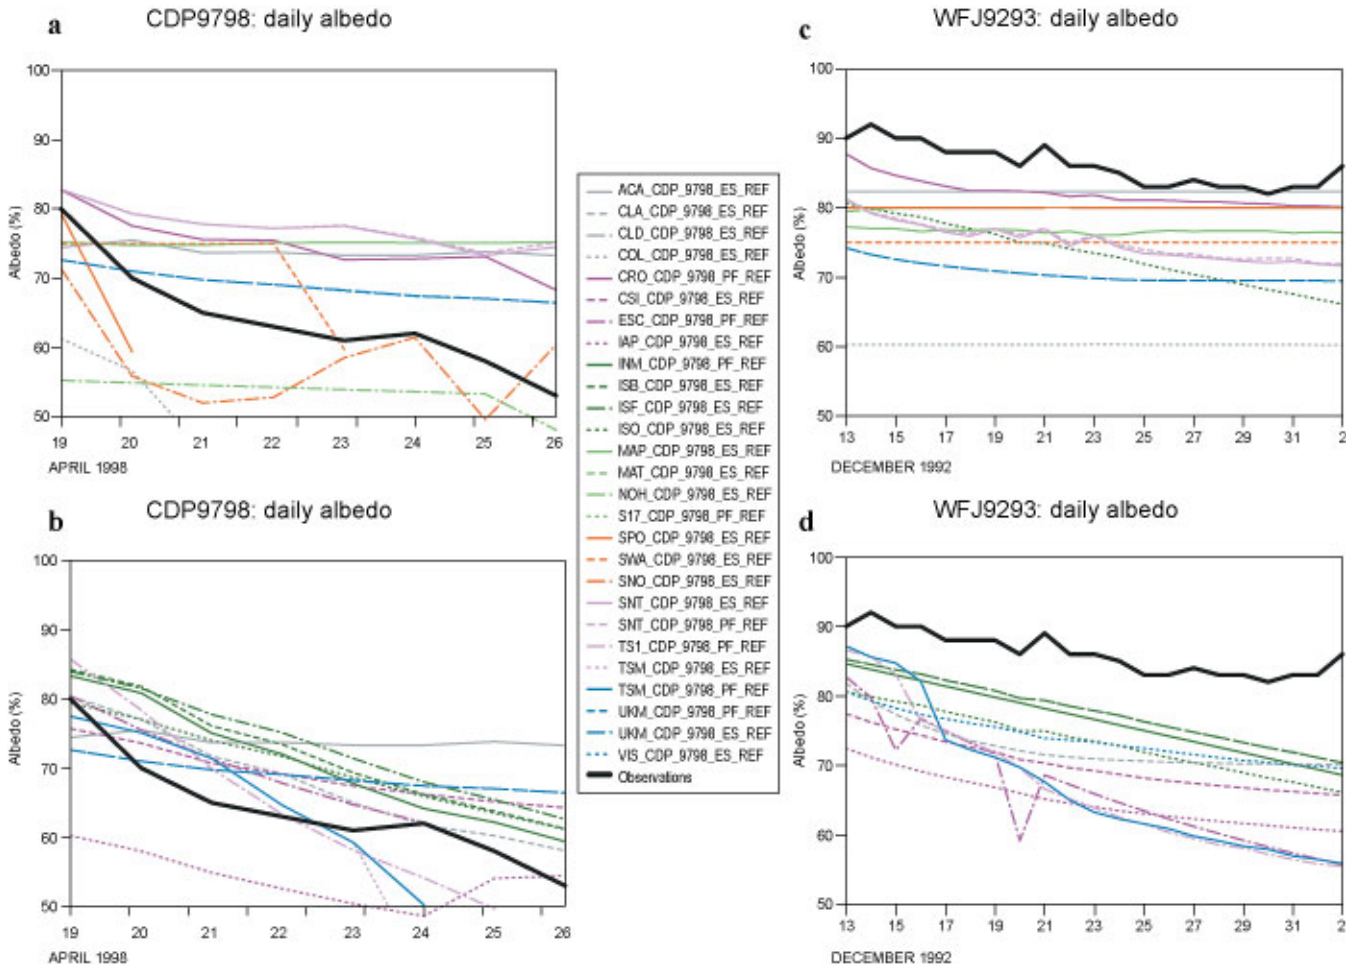 a
CDP9798: daily albedo
100
90
80
70
60
50
Albedo (%)
19 20 21 22 23 24 25 26
APRIL 1998
b
CDP9798: daily albedo
100
90
80
70
60
50
Albedo (%)
19 20 21 22 23 24 25 26
APRIL 1998
ACA_CDP_9798_ES_REF
CLA_CDP_9798_ES_REF
CLD_CDP_9798_ES_REF
COL_CDP_9798_ES_REF
CRO_CDP_9798_PF_REF
CSI_CDP_9798_ES_REF
ESC_CDP_9798_PF_REF
IAP_CDP_9798_ES_REF
INM_CDP_9798_PF_REF
ISB_CDP_9798_ES_REF
ISF_CDP_9798_ES_REF
ISO_CDP_9798_ES_REF
MAP_CDP_9798_ES_REF
MAT_CDP_9798_ES_REF
NOH_CDP_9798_ES_REF
S17_CDP_9798_PF_REF
SPO_CDP_9798_ES_REF
SWA_CDP_9798_ES_REF
SNO_CDP_9798_ES_REF
SNT_CDP_9798_ES_REF
SNT_CDP_9798_PF_REF
TS1_CDP_9798_PF_REF
TSM_CDP_9798_ES_REF
TSM_CDP_9798_PF_REF
UKM_CDP_9798_PF_REF
UKM_CDP_9798_ES_REF
VIS_CDP_9798_ES_REF
Observations
c
WFJ9293: daily albedo
100
90
80
70
60
50
Albedo (%)
13 15 17 19 21 23 25 27 29 31 2
DECEMBER 1992
d
WFJ9293: daily albedo
100
90
80
70
60
50
Albedo (%)
13 15 17 19 21 23 25 27 29 31 2
DECEMBER 1992